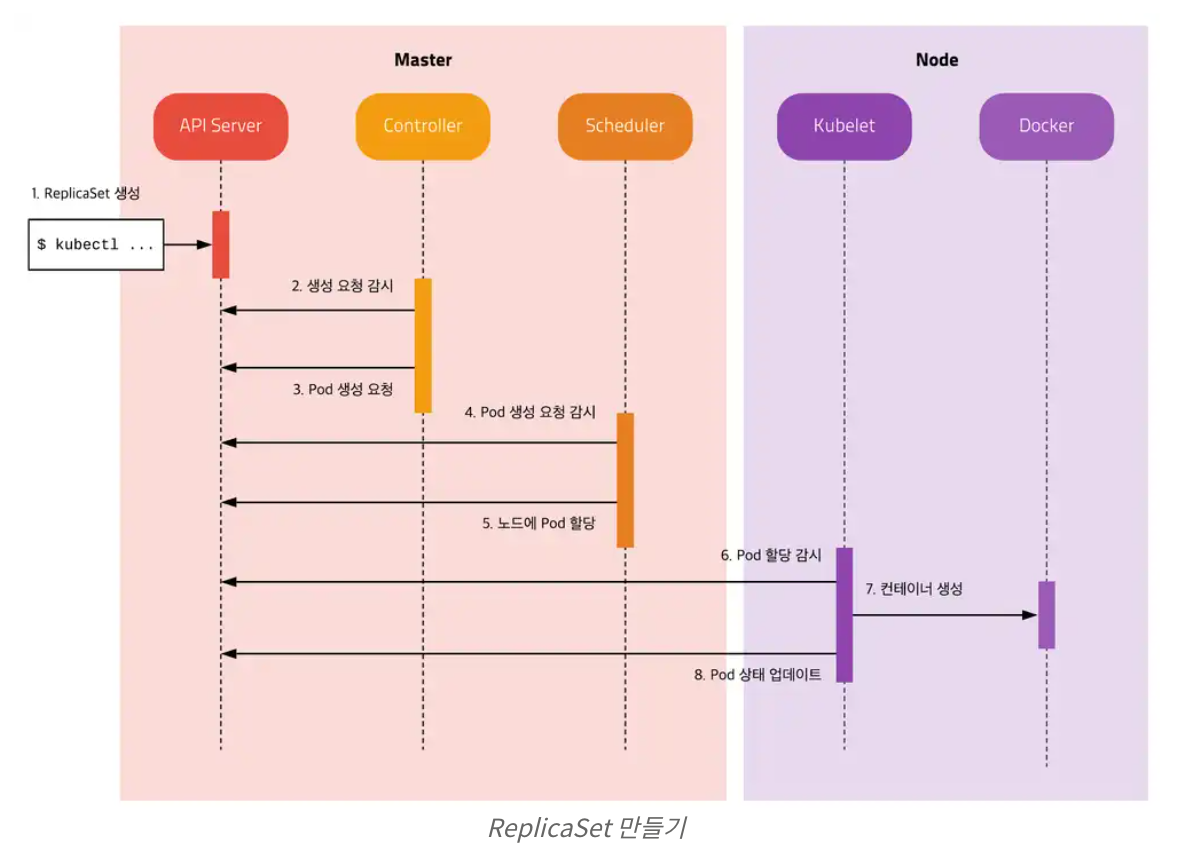 Master
Node
API Server
Controller
Scheduler
Kubelet
Docker
1. ReplicaSet 생성
$ kubectl ...
2. 생성 요청 감시
3. Pod 생성 요청
4. Pod 생성 요청 감시
5. 노드에 Pod 할당
6. Pod 할당 감시
7. 컨테이너 생성
8. Pod 상태 업데이트
ReplicaSet 만들기